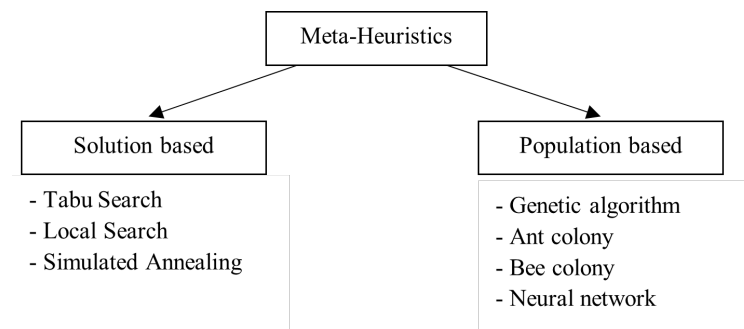 Meta-Heuristics
Solution based
- Tabu Search
- Local Search
- Simulated Annealing
Population based
- Genetic algorithm
- Ant colony
- Bee colony
- Neural network